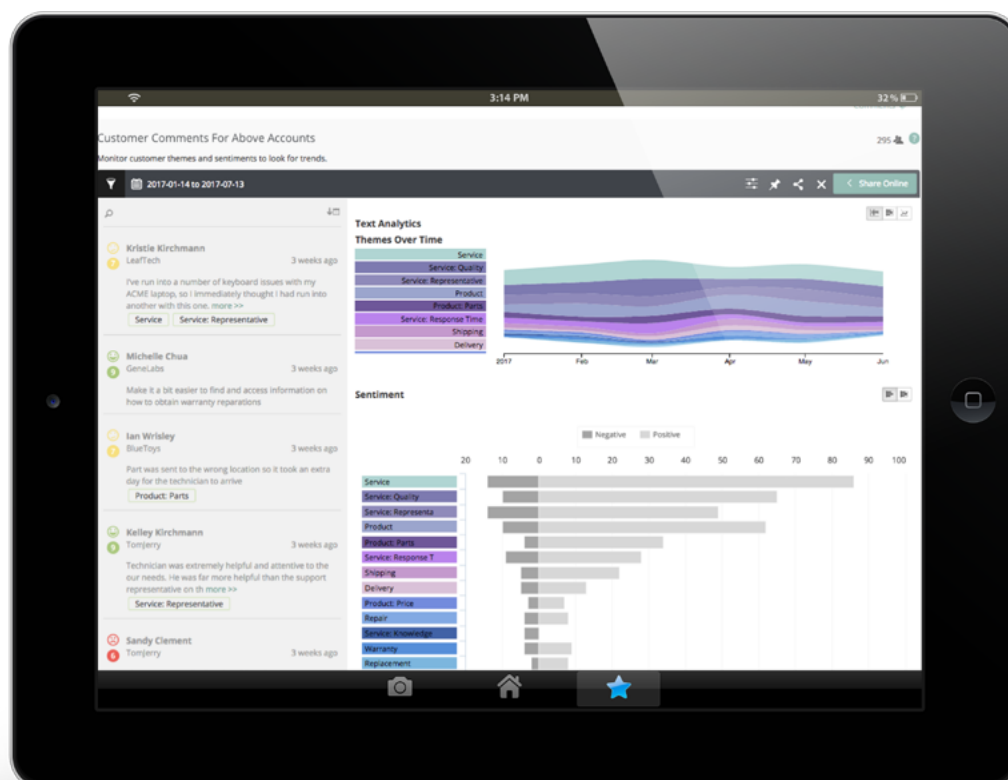 3:14 PM
32%
Customer Comments For Above Accounts
295
?
Monitor customer themes and sentiments to look for trends.
2017-01-14 to 2017-07-13
Share Online
Kristie Kirchmann
7
LeafTech
3 weeks ago
I've run into a number of keyboard issues with my
ACME laptop, so I immediately thought I had run into
another with this one. more >>
Service
Service: Representative
Michelle Chua
9
GeneLabs
3 weeks ago
Make it a bit easier to find and access information on
how to obtain warranty reparations
Ian Wrisley
7
BlueToys
3 weeks ago
Part was sent to the wrong location so it took an extra
day for the technician to arrive
Product: Parts
Kelley Kirchmann
9
TomJerry
3 weeks ago
Technician was extremely helpful and attentive to the
our needs. He was far more helpful than the support
representative on th more >>
Service: Representative
Sandy Clement
6
TomJerry
3 weeks ago
Text Analytics
Themes Over Time
Service
Service: Quality
Service: Representative
Product
Product: Parts
Service: Response Time
Shipping
Delivery
2017 Feb Mar Apr May Jun
Sentiment
Negative Positive
20 10 0 10 20 30 40 50 60 70 80 90 100
Service
Service: Quality
Service: Representa
Product
Product: Parts
Service: Response T
Shipping
Delivery
Product: Price
Repair
Service: Knowledge
Warranty
Replacement